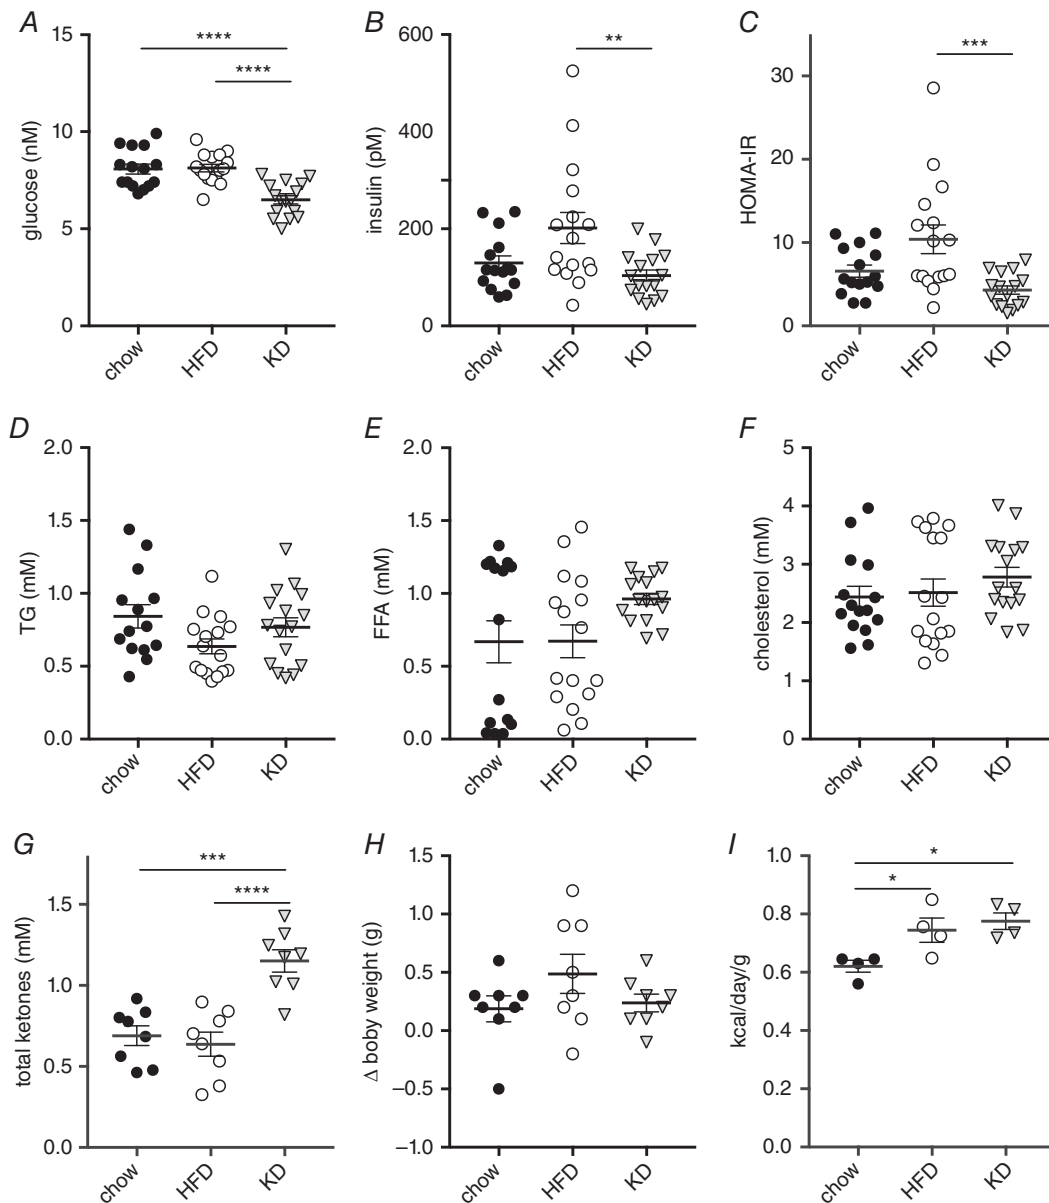 A
15
10
5
0
glucose (nM)
****
****
chow
HFD
KD
B
600
400
200
0
insulin (pM)
**
chow
HFD
KD
C
30
20
10
0
HOMA-IR
***
chow
HFD
KD
D
2.0
1.5
1.0
0.5
0.0
TG (mM)
chow
HFD
KD
E
2.0
1.5
1.0
0.5
0.0
FFA (mM)
chow
HFD
KD
F
5
4
3
2
1
0
cholesterol (mM)
chow
HFD
KD
G
1.5
1.0
0.5
0.0
total ketones (mM)
***
****
chow
HFD
KD
H
1.5
1.0
0.5
0.0
−0.5
−1.0
Δ boby weight (g)
chow
HFD
KD
I
1.0
0.8
0.6
0.4
0.2
0.0
kcal/day/g
*
*
chow
HFD
KD